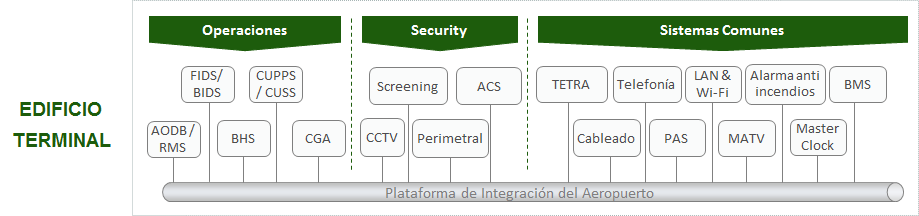 EDIFICIO
TERMINAL
Operaciones
Security
Sistemas Comunes
FIDS/
BIDS
CUPPS
/ CUSS
Screening
ACS
TETRA
Telefonía
LAN &
Wi-Fi
Alarma anti
incendios
BMS
AODB /
RMS
BHS
CGA
CCTV
Perimetral
Cableado
PAS
MATV
Master
Clock
Plataforma de Integración del Aeropuerto